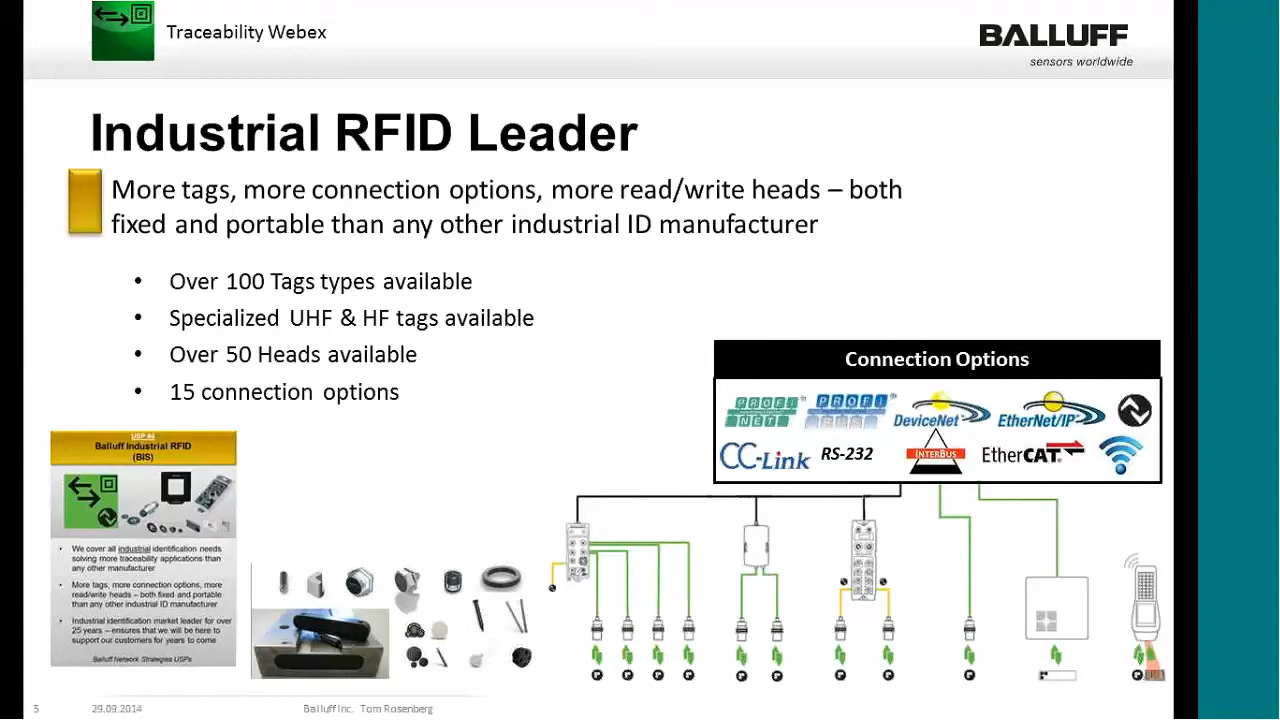 Traceability Webex
BALLUFF
sensors worldwide
Industrial RFID Leader
More tags, more connection options, more read/write heads – both
fixed and portable than any other industrial ID manufacturer
• Over 100 Tags types available
• Specialized UHF & HF tags available
• Over 50 Heads available
• 15 connection options
Connection Options
PROFI NET
PROFI
DeviceNet
EtherNet/IP
CC-Link
RS-232
INTERBUS
EtherCAT
USP #4
Balluff Industrial RFID
(BIS)
• We cover all industrial identification needs
solving more traceability applications than
any other manufacturer
• More tags, more connection options, more
read/write heads – both fixed and portable
than any other industrial ID manufacturer
• Industrial identification market leader for over
25 years – ensures that we will be here to
support our customers for years to come
Balluff Network Strategies USPs
5
29.09.2014
Balluff Inc. Tom Rosenberg